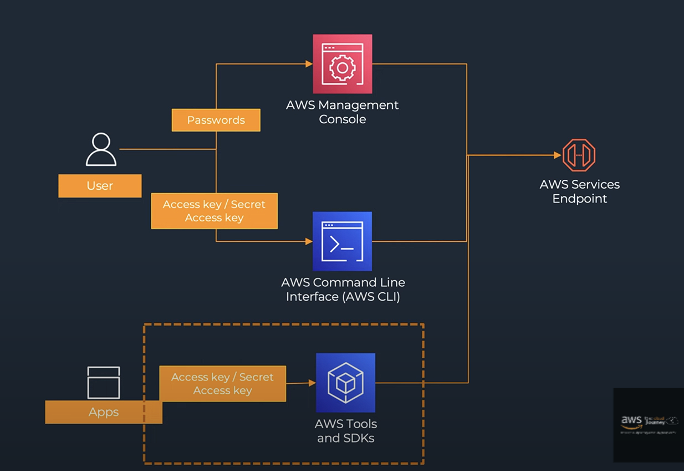 AWS Management
Console
Passwords
User
Access key / Secret
Access key
AWS Services
Endpoint
AWS Command Line
Interface (AWS CLI)
Access key / Secret
Access key
Apps
AWS Tools
and SDKs
aws